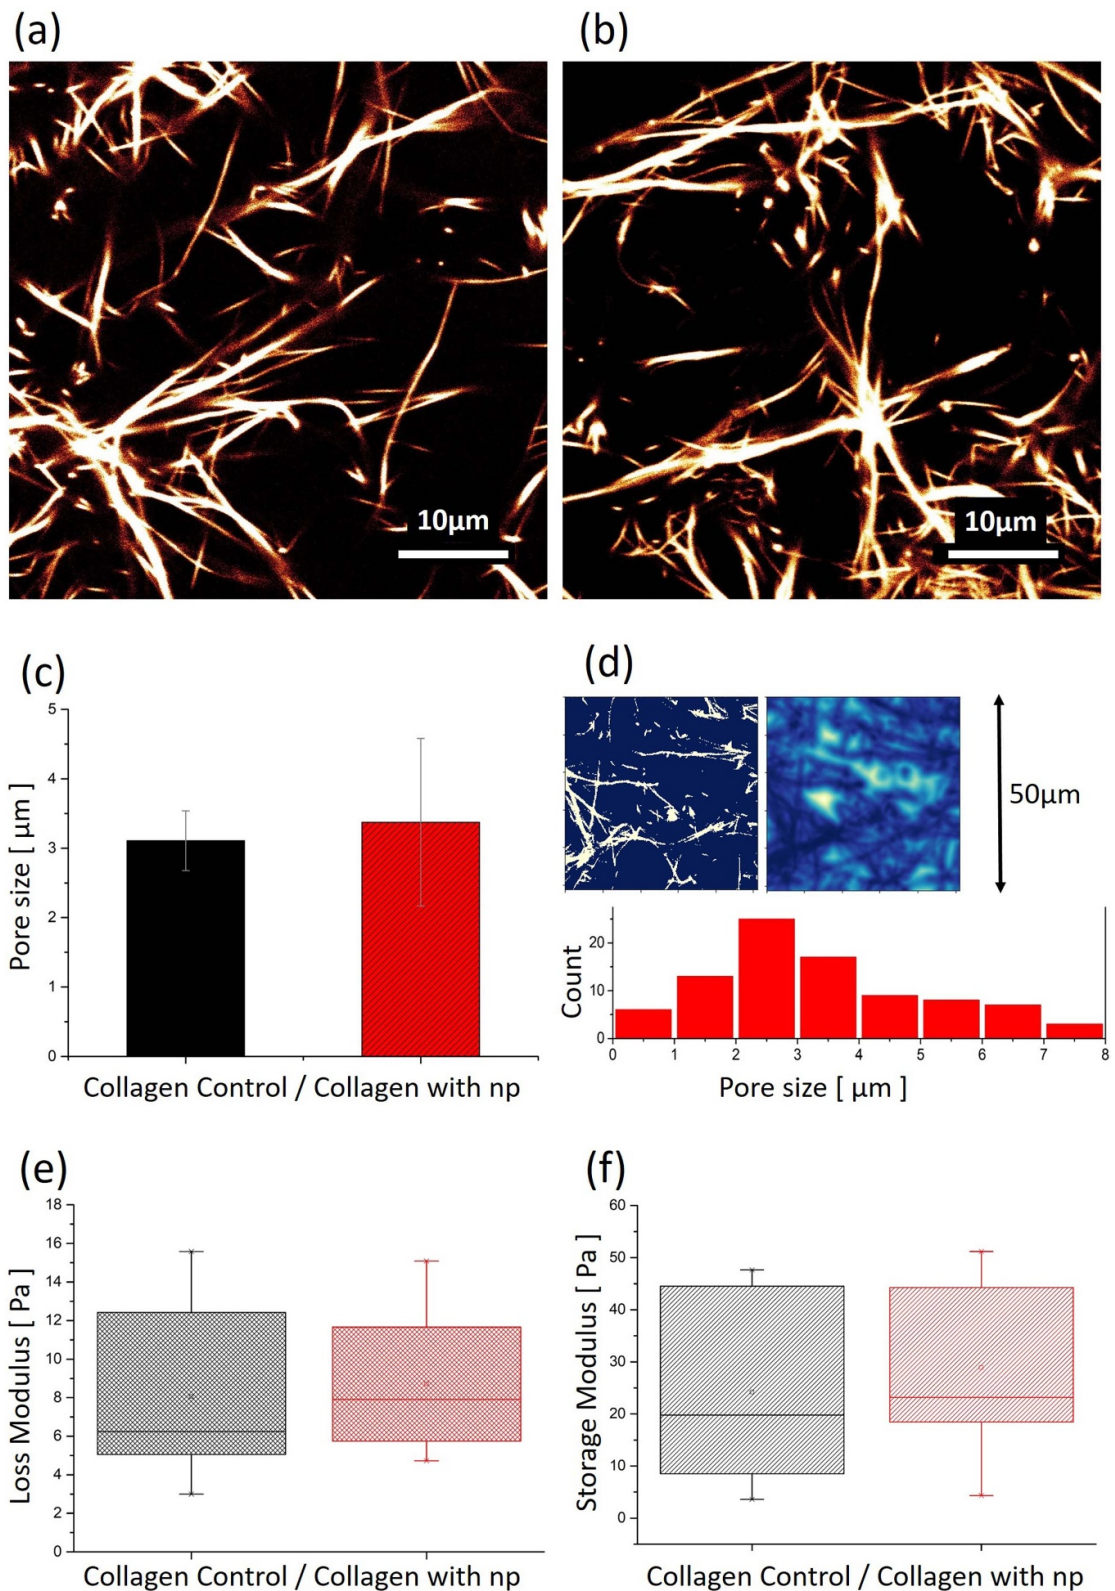 (a)
(b)
10µm
10µm
(c)
(d)
5
4
3
2
1
0
Pore size [ µm ]
Collagen Control / Collagen with np
50µm
20
10
0
Count
0 1 2 3 4 5 6 7 8
Pore size [ µm ]
(e)
(f)
18
16
14
12
10
8
6
4
2
0
Loss Modulus [ Pa ]
Collagen Control / Collagen with np
60
50
40
30
20
10
0
Storage Modulus [ Pa ]
Collagen Control / Collagen with np